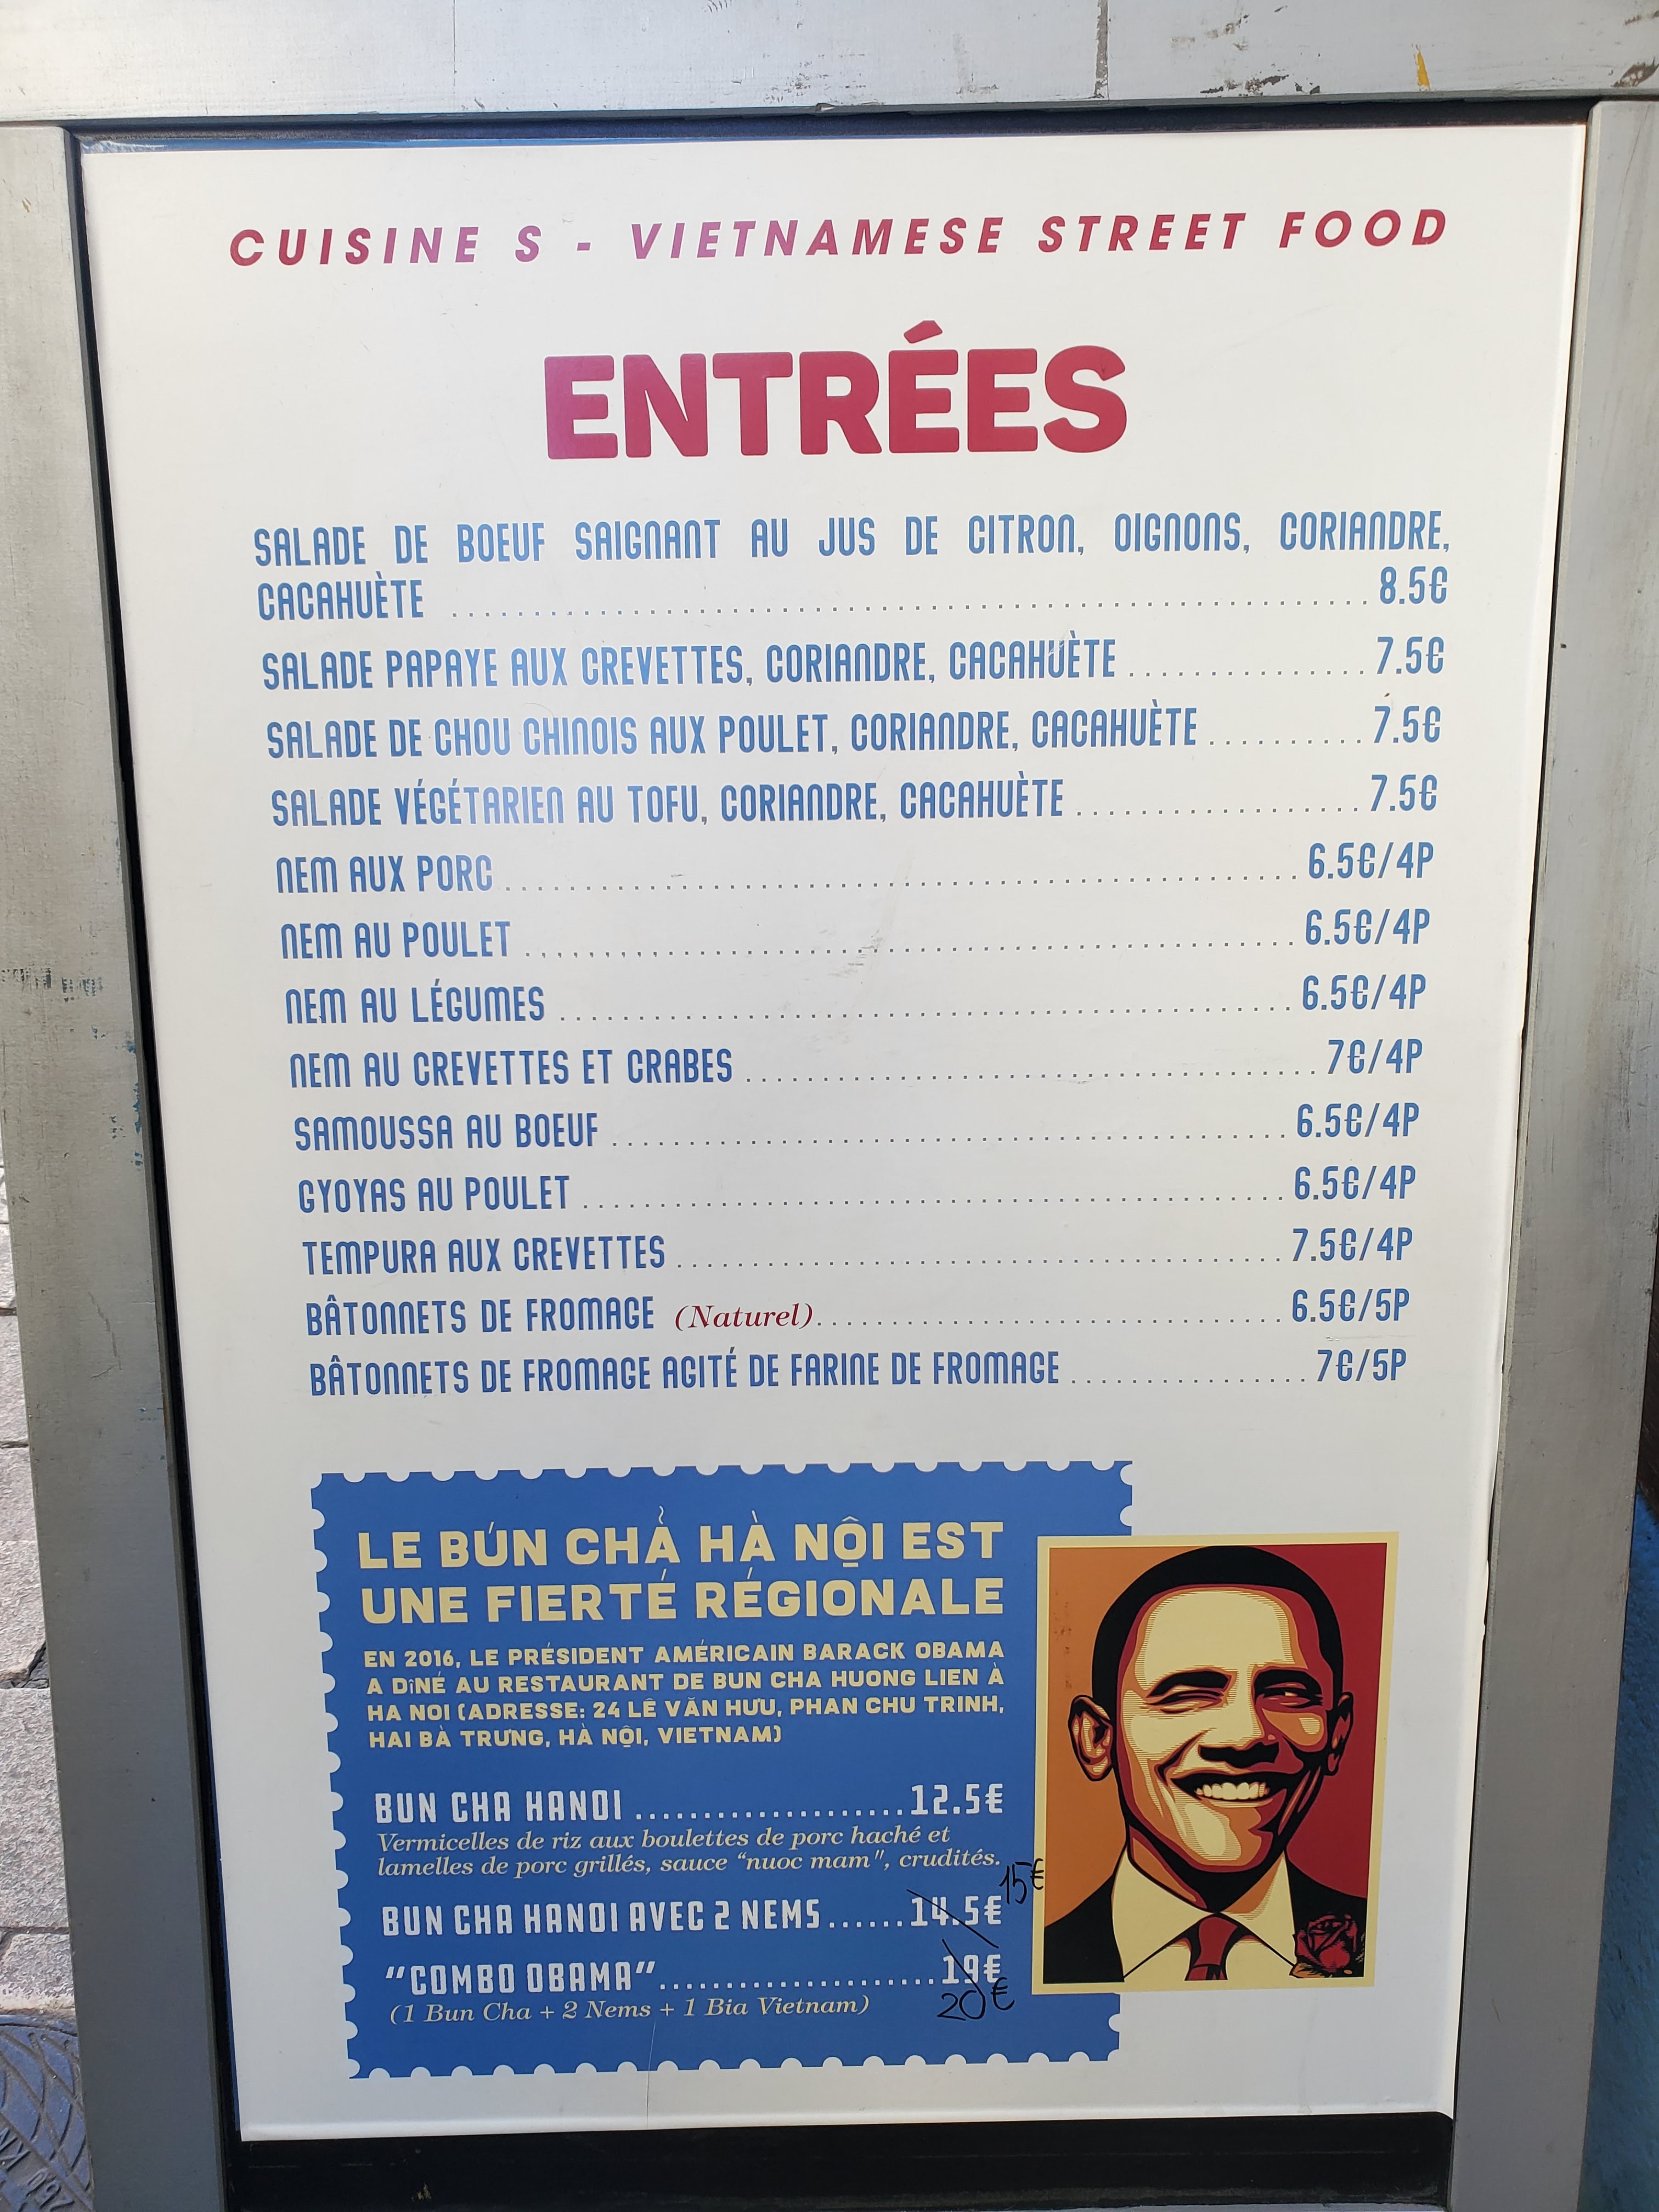 CUISINE S - VIETNAMESE STREET FOOD
ENTRÉES
SALADE DE BOEUF SAIGNANT AU JUS DE CITRON, OIGNONS, CORIANDRE,
CACAHUÈTE ........................................ 8.5€
SALADE PAPAYE AUX CREVETTES, CORIANDRE, CACAHUÈTE .............. 7.5€
SALADE DE CHOU CHINOIS AUX POULET, CORIANDRE, CACAHUÈTE .......... 7.5€
SALADE VÉGÉTARIEN AU TOFU, CORIANDRE, CACAHUÈTE .................. 7.5€
NEM AUX PORC ........................................ 6.5€/4P
NEM AU POULET ........................................ 6.5€/4P
NEM AU LÉGUMES ........................................ 6.5€/4P
NEM AU CREVETTES ET CRABES ........................................ 7€/4P
SAMOUSSA AU BOEUF ........................................ 6.5€/4P
GYOYAS AU POULET ........................................ 6.5€/4P
TEMPURA AUX CREVETTES ........................................ 7.5€/4P
BÂTONNETS DE FROMAGE (Naturel) ........................................ 6.5€/5P
BÂTONNETS DE FROMAGE AGITÉ DE FARINE DE FROMAGE .................. 7€/5P
LE BÚN CHẢ HÀ NỘI EST
UNE FIERTÉ RÉGIONALE
EN 2016, LE PRÉSIDENT AMÉRICAIN BARACK OBAMA
A DîNÉ AU RESTAURANT DE BUN CHA HUONG LIEN À
HA NOI (ADRESSE: 24 LÊ VĂN HƯU, PHAN CHU TRINH,
HAI BÀ TRƯNG, HÀ NỘI, VIETNAM)
BUN CHA HANOI ..................... 12.5€
Vermicelles de riz aux boulettes de porc haché et
lamelles de porc grillés, sauce "nuoc mam", crudités.
15€
BUN CHA HANOI AVEC 2 NEMS ...... 14.5€
"COMBO OBAMA" ...................... 19€
(1 Bun Cha + 2 Nems + 1 Bia Vietnam) 20€